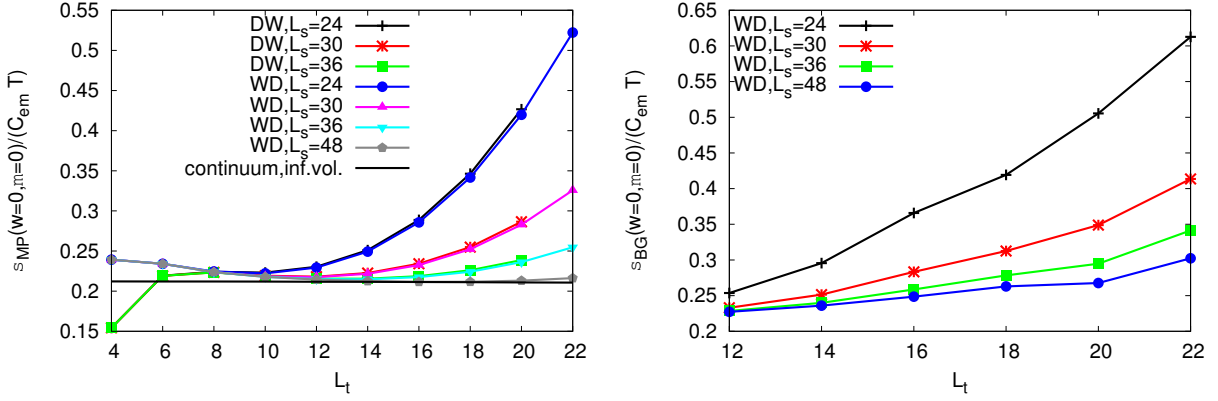 0.55
0.5
0.45
0.4
0.35
0.3
0.25
0.2
0.15
4 6 8 10 12 14 16 18 20 22
L_t
s_MP(w=0,m=0)/(C_em T)
DW,L_s=24
DW,L_s=30
DW,L_s=36
WD,L_s=24
WD,L_s=30
WD,L_s=36
WD,L_s=48
continuum,inf.vol.
0.65
0.6
0.55
0.5
0.45
0.4
0.35
0.3
0.25
0.2
12 14 16 18 20 22
L_t
s_BG(w=0,m=0)/(C_em T)
WD,L_s=24
WD,L_s=30
WD,L_s=36
WD,L_s=48